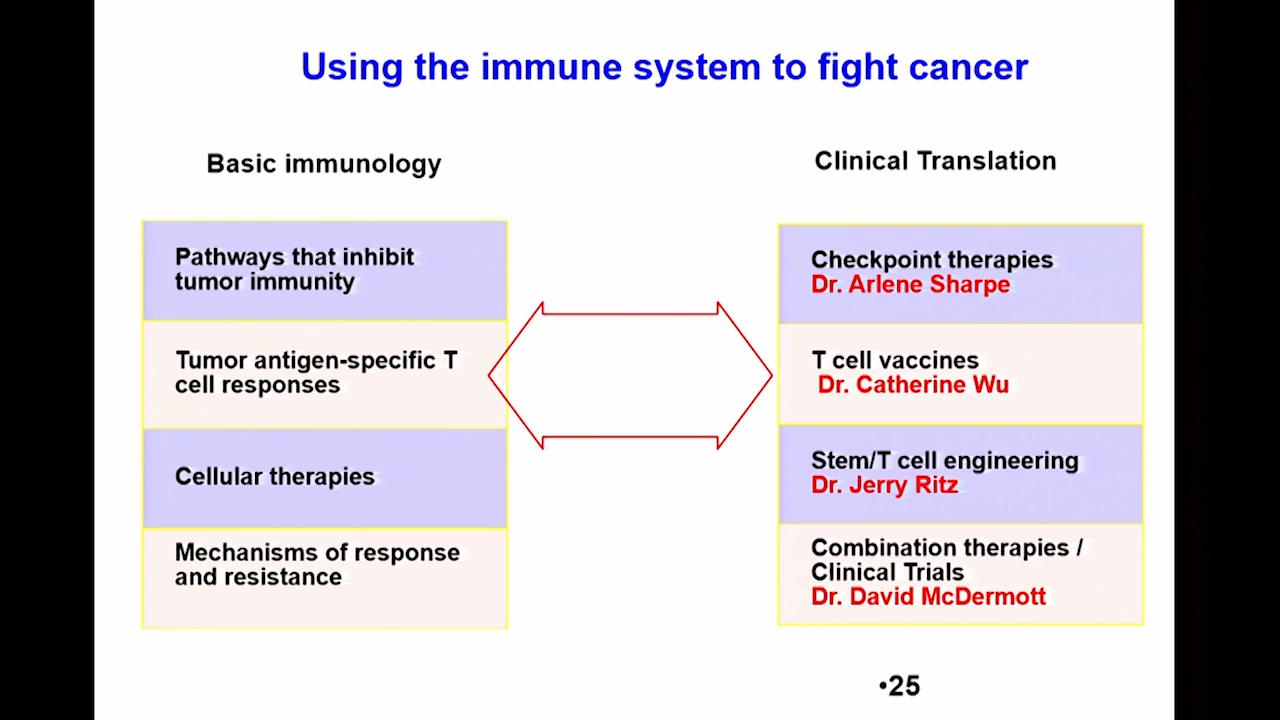 Using the immune system to fight cancer
Basic immunology
Pathways that inhibit
tumor immunity
Tumor antigen-specific T
cell responses
Cellular therapies
Mechanisms of response
and resistance
Clinical Translation
Checkpoint therapies
Dr. Arlene Sharpe
T cell vaccines
Dr. Catherine Wu
Stem/T cell engineering
Dr. Jerry Ritz
Combination therapies /
Clinical Trials
Dr. David McDermott
•25